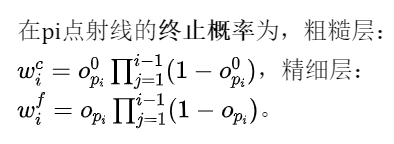 在pi点射线的终止概率为，粗糙层：
$w_i^c = o_{p_i}^0 \prod_{j=1}^{i-1}(1 - o_{p_i}^0)$，精细层：
$w_i^f = o_{p_i} \prod_{j=1}^{i-1}(1 - o_{p_i})$。